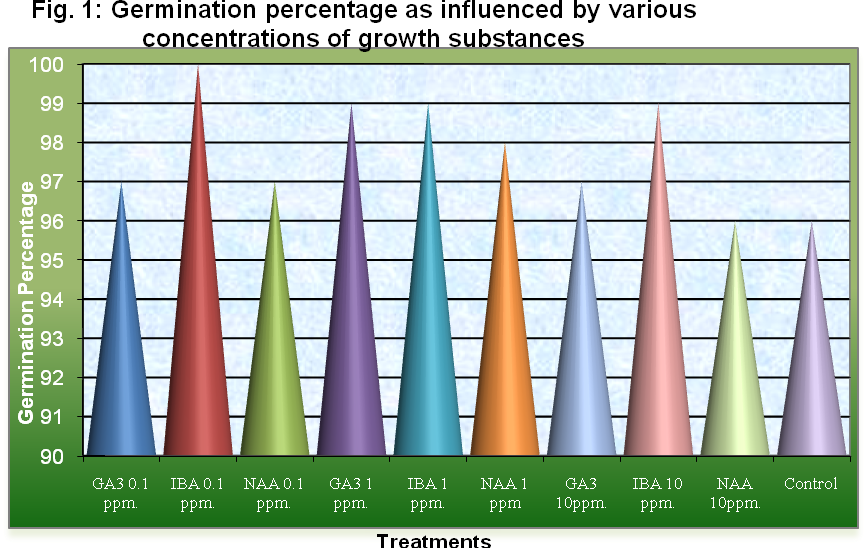 Fig. 1: Germination percentage as influenced by various
concentrations of growth substances
Germination Percentage
100
99
98
97
96
95
94
93
92
91
90
GA3 0.1
ppm.
IBA 0.1
ppm.
NAA 0.1
ppm.
GA3 1
ppm.
IBA 1
ppm.
NAA 1
ppm
GA3
10ppm.
IBA 10
ppm.
NAA
10ppm.
Control
Treatments